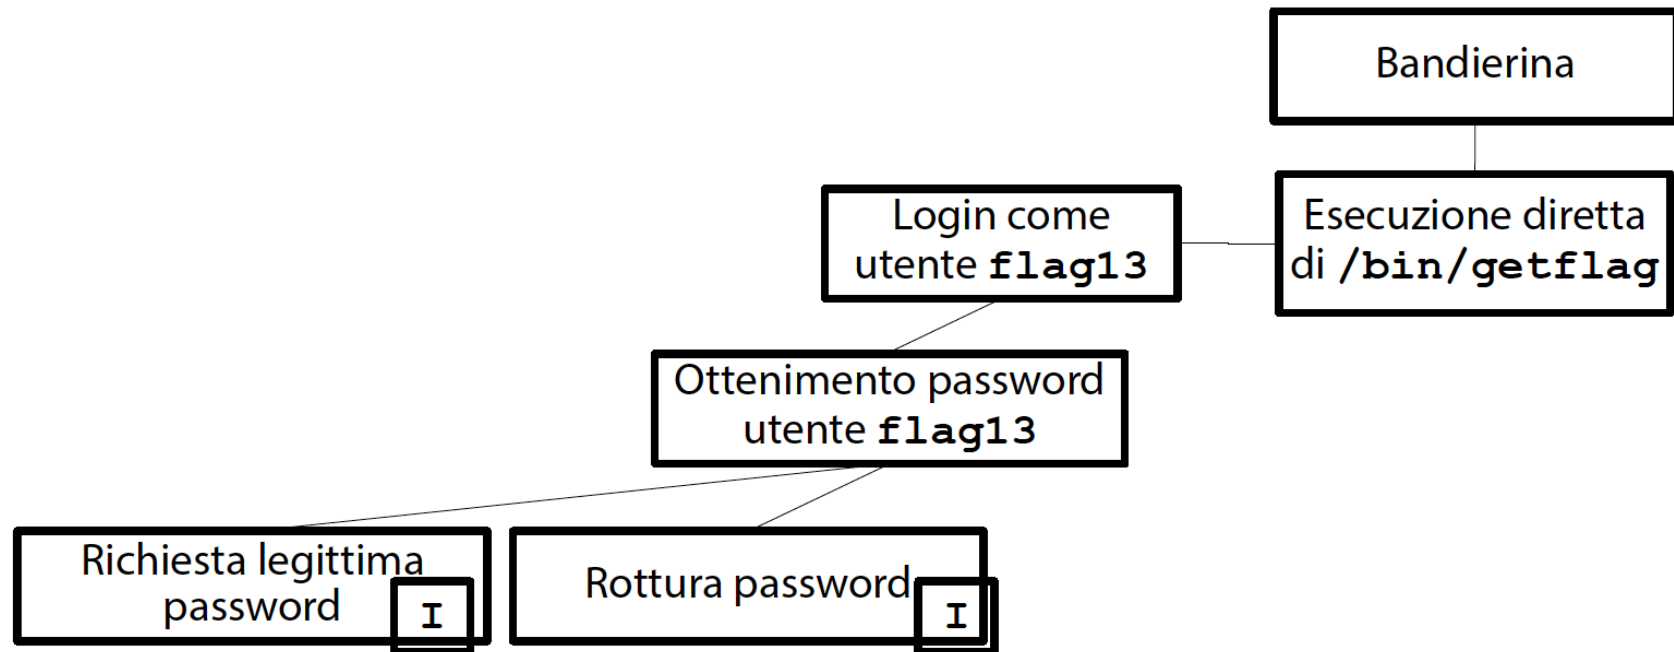 Bandierina
Login come
utente flag13
Esecuzione diretta
di /bin/getflag
Ottenimento password
utente flag13
Richiesta legittima
password
I
Rottura password
I